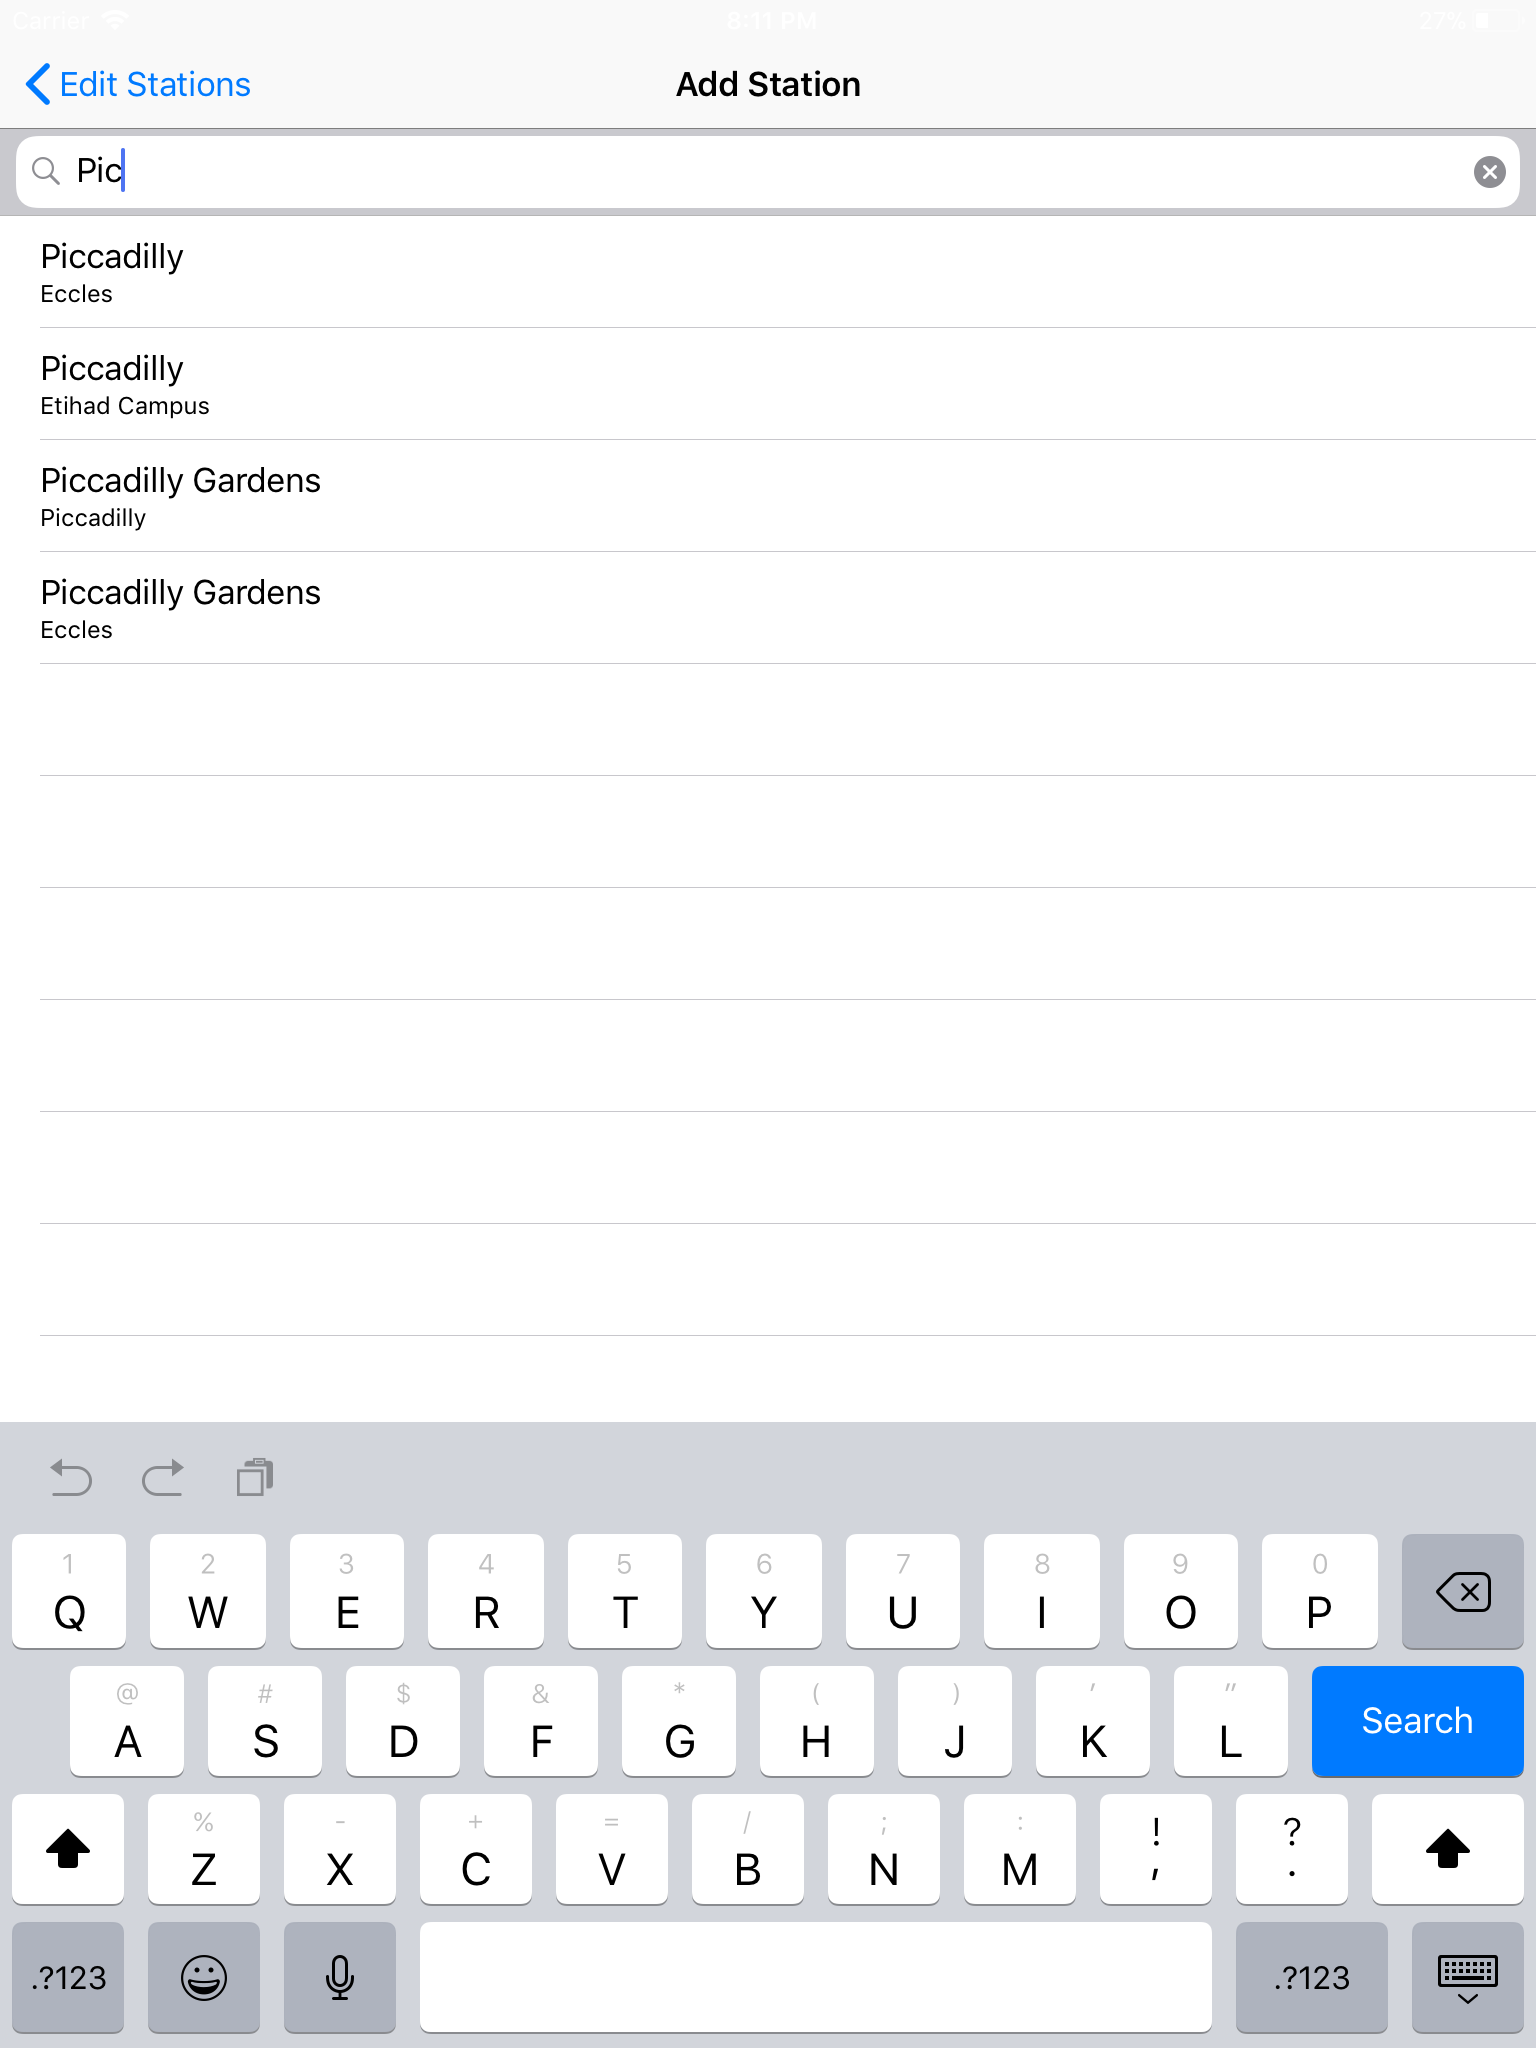 Carrier 8:11 PM 27%
Edit Stations Add Station
Pic
Piccadilly
Eccles
Piccadilly
Etihad Campus
Piccadilly Gardens
Piccadilly
Piccadilly Gardens
Eccles
1 2 3 4 5 6 7 8 9 0
Q W E R T Y U I O P
@ # $ & * ( ) ' "
A S D F G H J K L Search
% - + = / ; : ! ?
Z X C V B N M , .
.?123 .?123